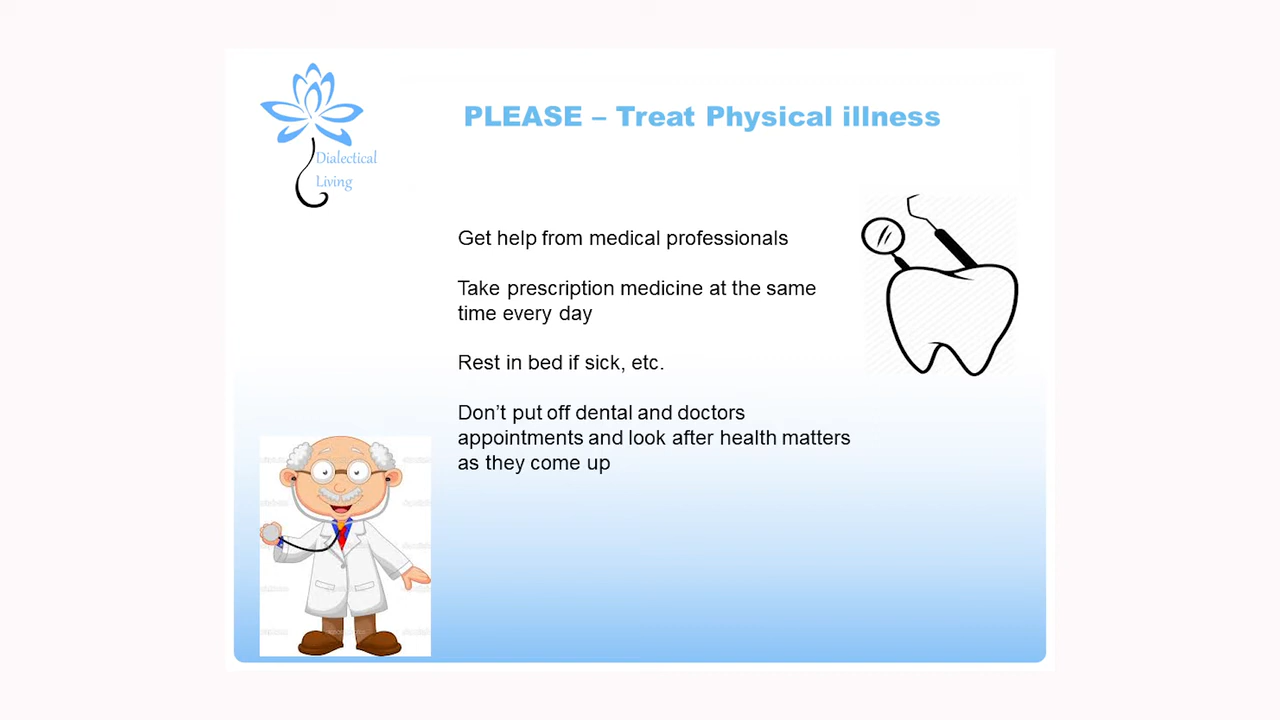 PLEASE – Treat Physical illness
Dialectical
Living
Get help from medical professionals
Take prescription medicine at the same
time every day
Rest in bed if sick, etc.
Don’t put off dental and doctors
appointments and look after health matters
as they come up